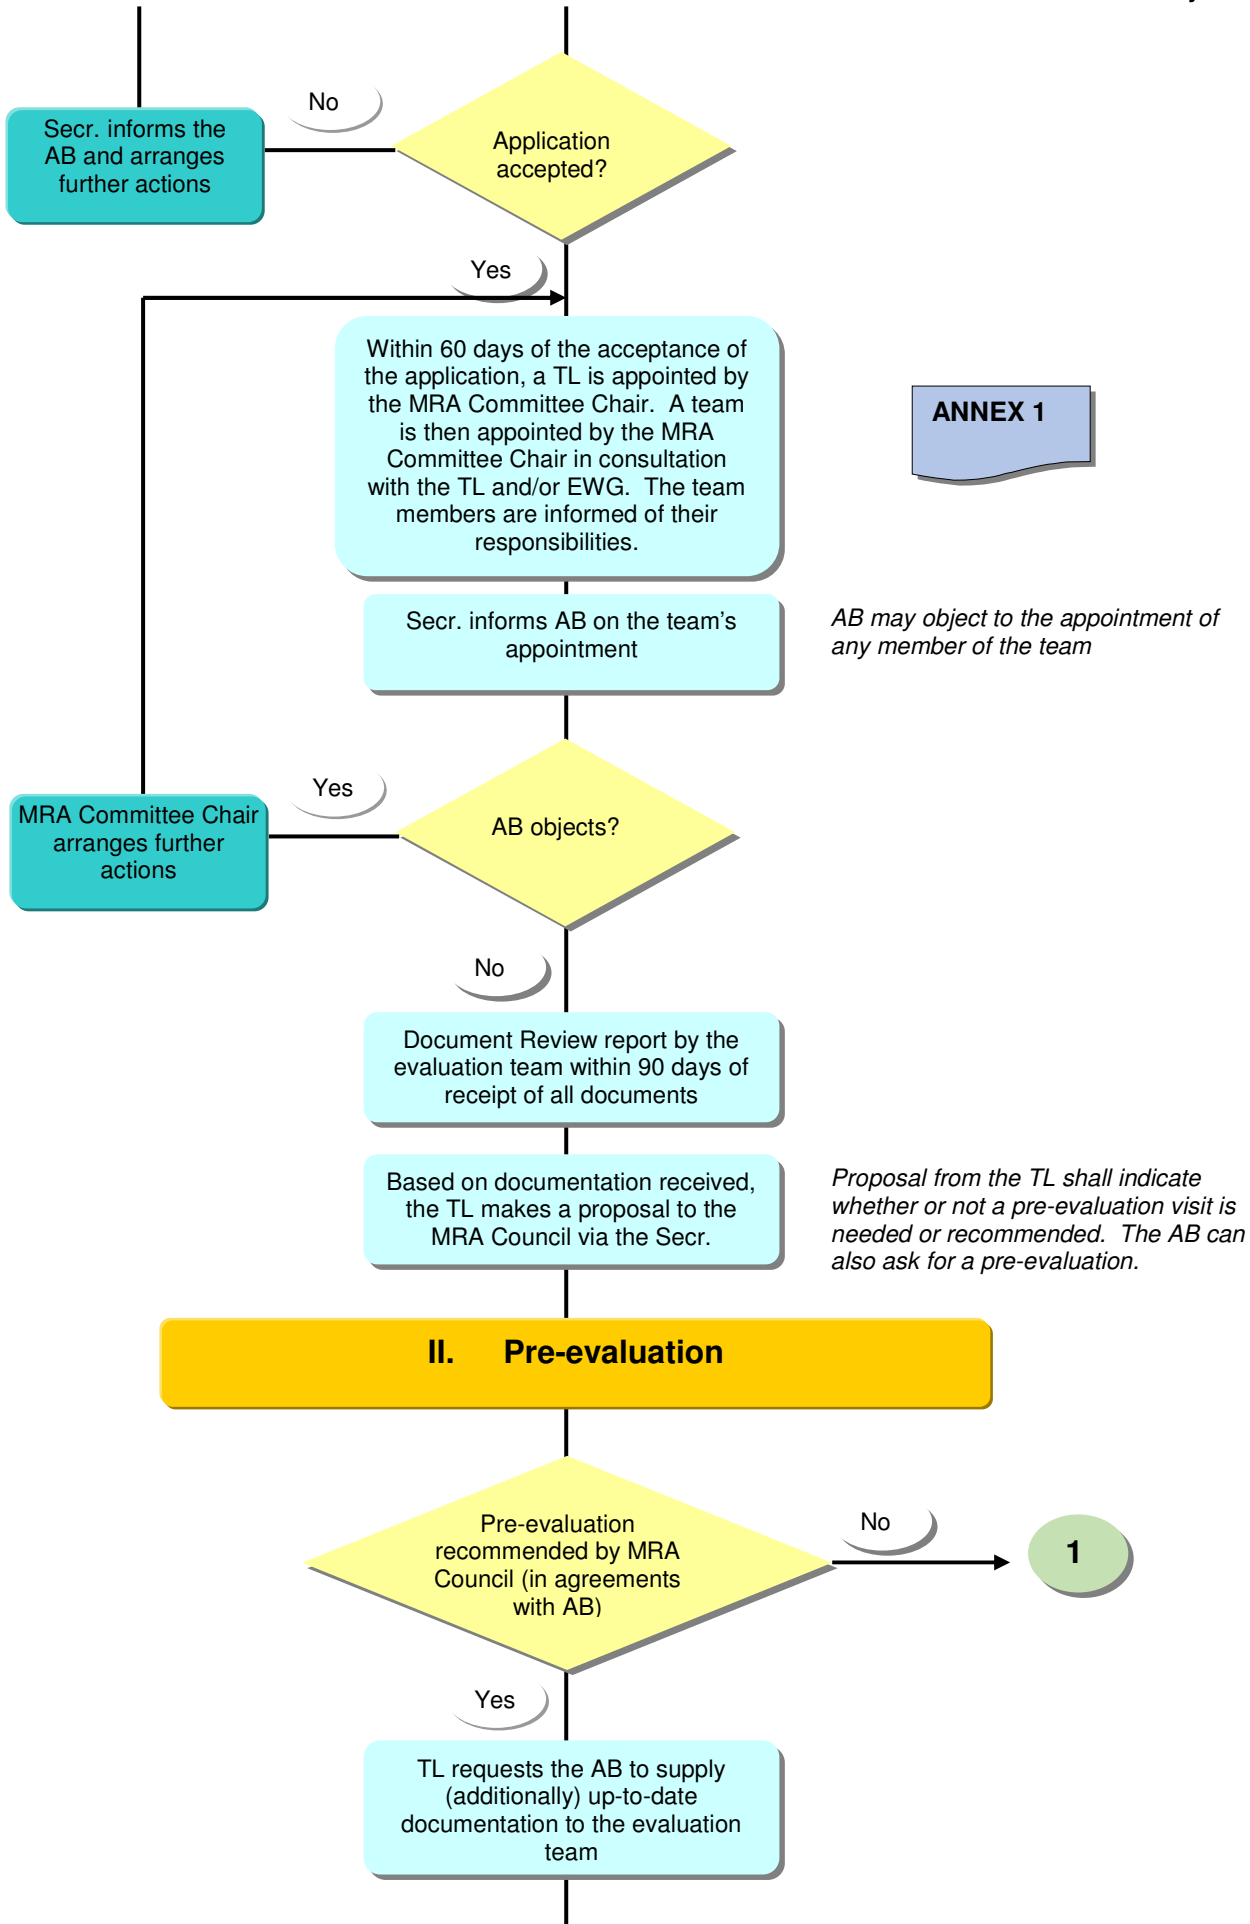 No
Secr. informs the
AB and arranges
further actions
Application
accepted?
Yes
Within 60 days of the acceptance of
the application, a TL is appointed by
the MRA Committee Chair.  A team
is then appointed by the MRA
Committee Chair in consultation
with the TL and/or EWG.  The team
members are informed of their
responsibilities.
ANNEX 1
Secr. informs AB on the team's
appointment
AB may object to the appointment of
any member of the team
Yes
MRA Committee Chair
arranges further
actions
AB objects?
No
Document Review report by the
evaluation team within 90 days of
receipt of all documents
Based on documentation received,
the TL makes a proposal to the
MRA Council via the Secr.
Proposal from the TL shall indicate
whether or not a pre-evaluation visit is
needed or recommended.  The AB can
also ask for a pre-evaluation.
II. Pre-evaluation
Pre-evaluation
recommended by MRA
Council (in agreements
with AB)
No
1
Yes
TL requests the AB to supply
(additionally) up-to-date
documentation to the evaluation
team